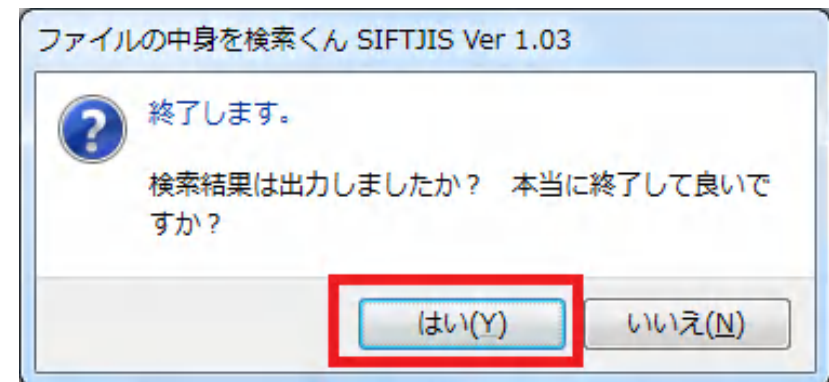 ファイルの中身を検索くん SIFTJIS Ver 1.03
終了します。
検索結果は出力しましたか？　本当に終了して良いで
すか？
はい(Y)
いいえ(N)